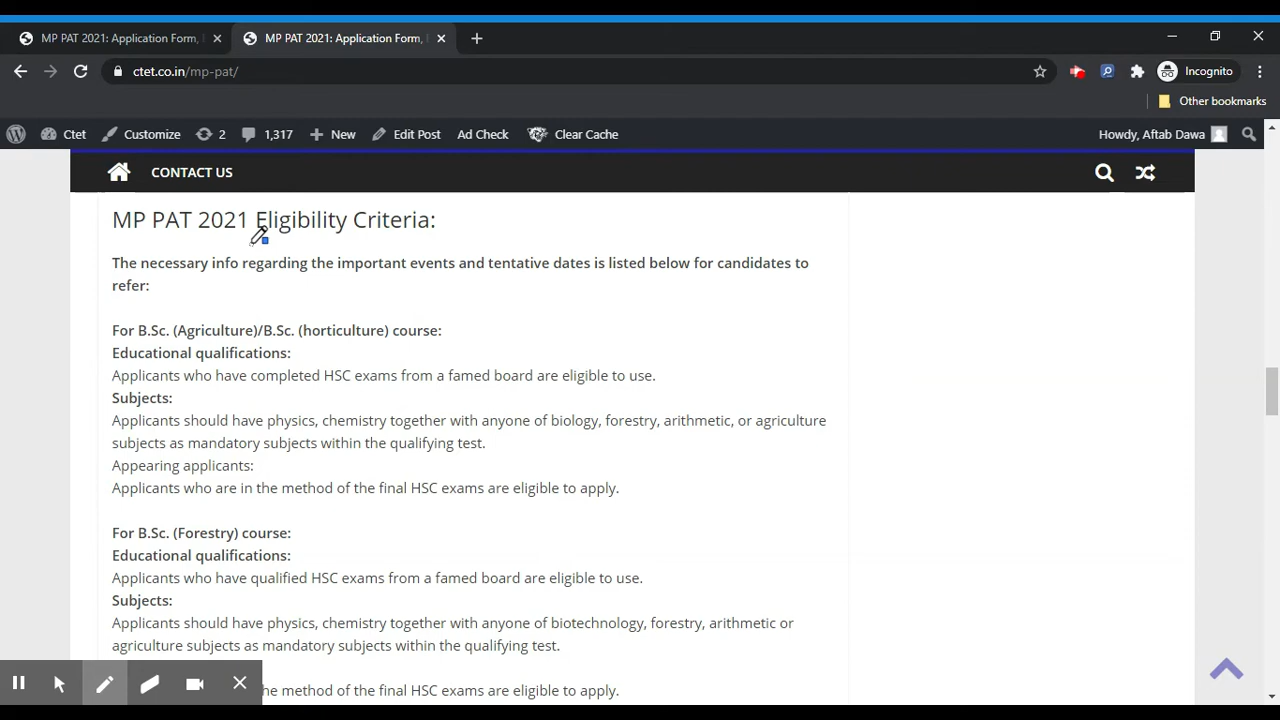 MP PAT 2021: Application Form,
MP PAT 2021: Application Form,
ctet.co.in/mp-pat/
Incognito
Other bookmarks
Ctet
Customize
2
1,317
New
Edit Post
Ad Check
Clear Cache
Howdy, Aftab Dawa
CONTACT US
MP PAT 2021 Eligibility Criteria:
The necessary info regarding the important events and tentative dates is listed below for candidates to
refer:
For B.Sc. (Agriculture)/B.Sc. (horticulture) course:
Educational qualifications:
Applicants who have completed HSC exams from a famed board are eligible to use.
Subjects:
Applicants should have physics, chemistry together with anyone of biology, forestry, arithmetic, or agriculture
subjects as mandatory subjects within the qualifying test.
Appearing applicants:
Applicants who are in the method of the final HSC exams are eligible to apply.
For B.Sc. (Forestry) course:
Educational qualifications:
Applicants who have qualified HSC exams from a famed board are eligible to use.
Subjects:
Applicants should have physics, chemistry together with anyone of biotechnology, forestry, arithmetic or
agriculture subjects as mandatory subjects within the qualifying test.
he method of the final HSC exams are eligible to apply.